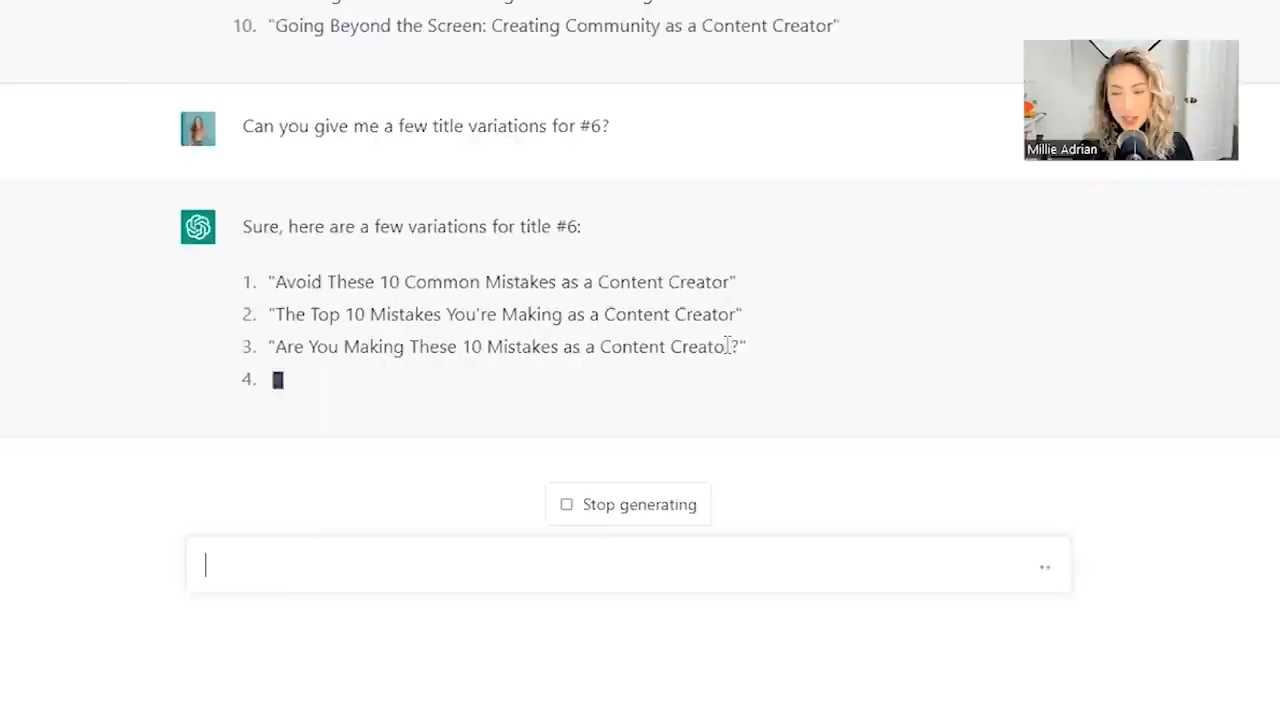 10. "Going Beyond the Screen: Creating Community as a Content Creator"
Can you give me a few title variations for #6?
Millie Adrian
Sure, here are a few variations for title #6:
1. "Avoid These 10 Common Mistakes as a Content Creator"
2. "The Top 10 Mistakes You're Making as a Content Creator"
3. "Are You Making These 10 Mistakes as a Content Creator?"
4.
Stop generating